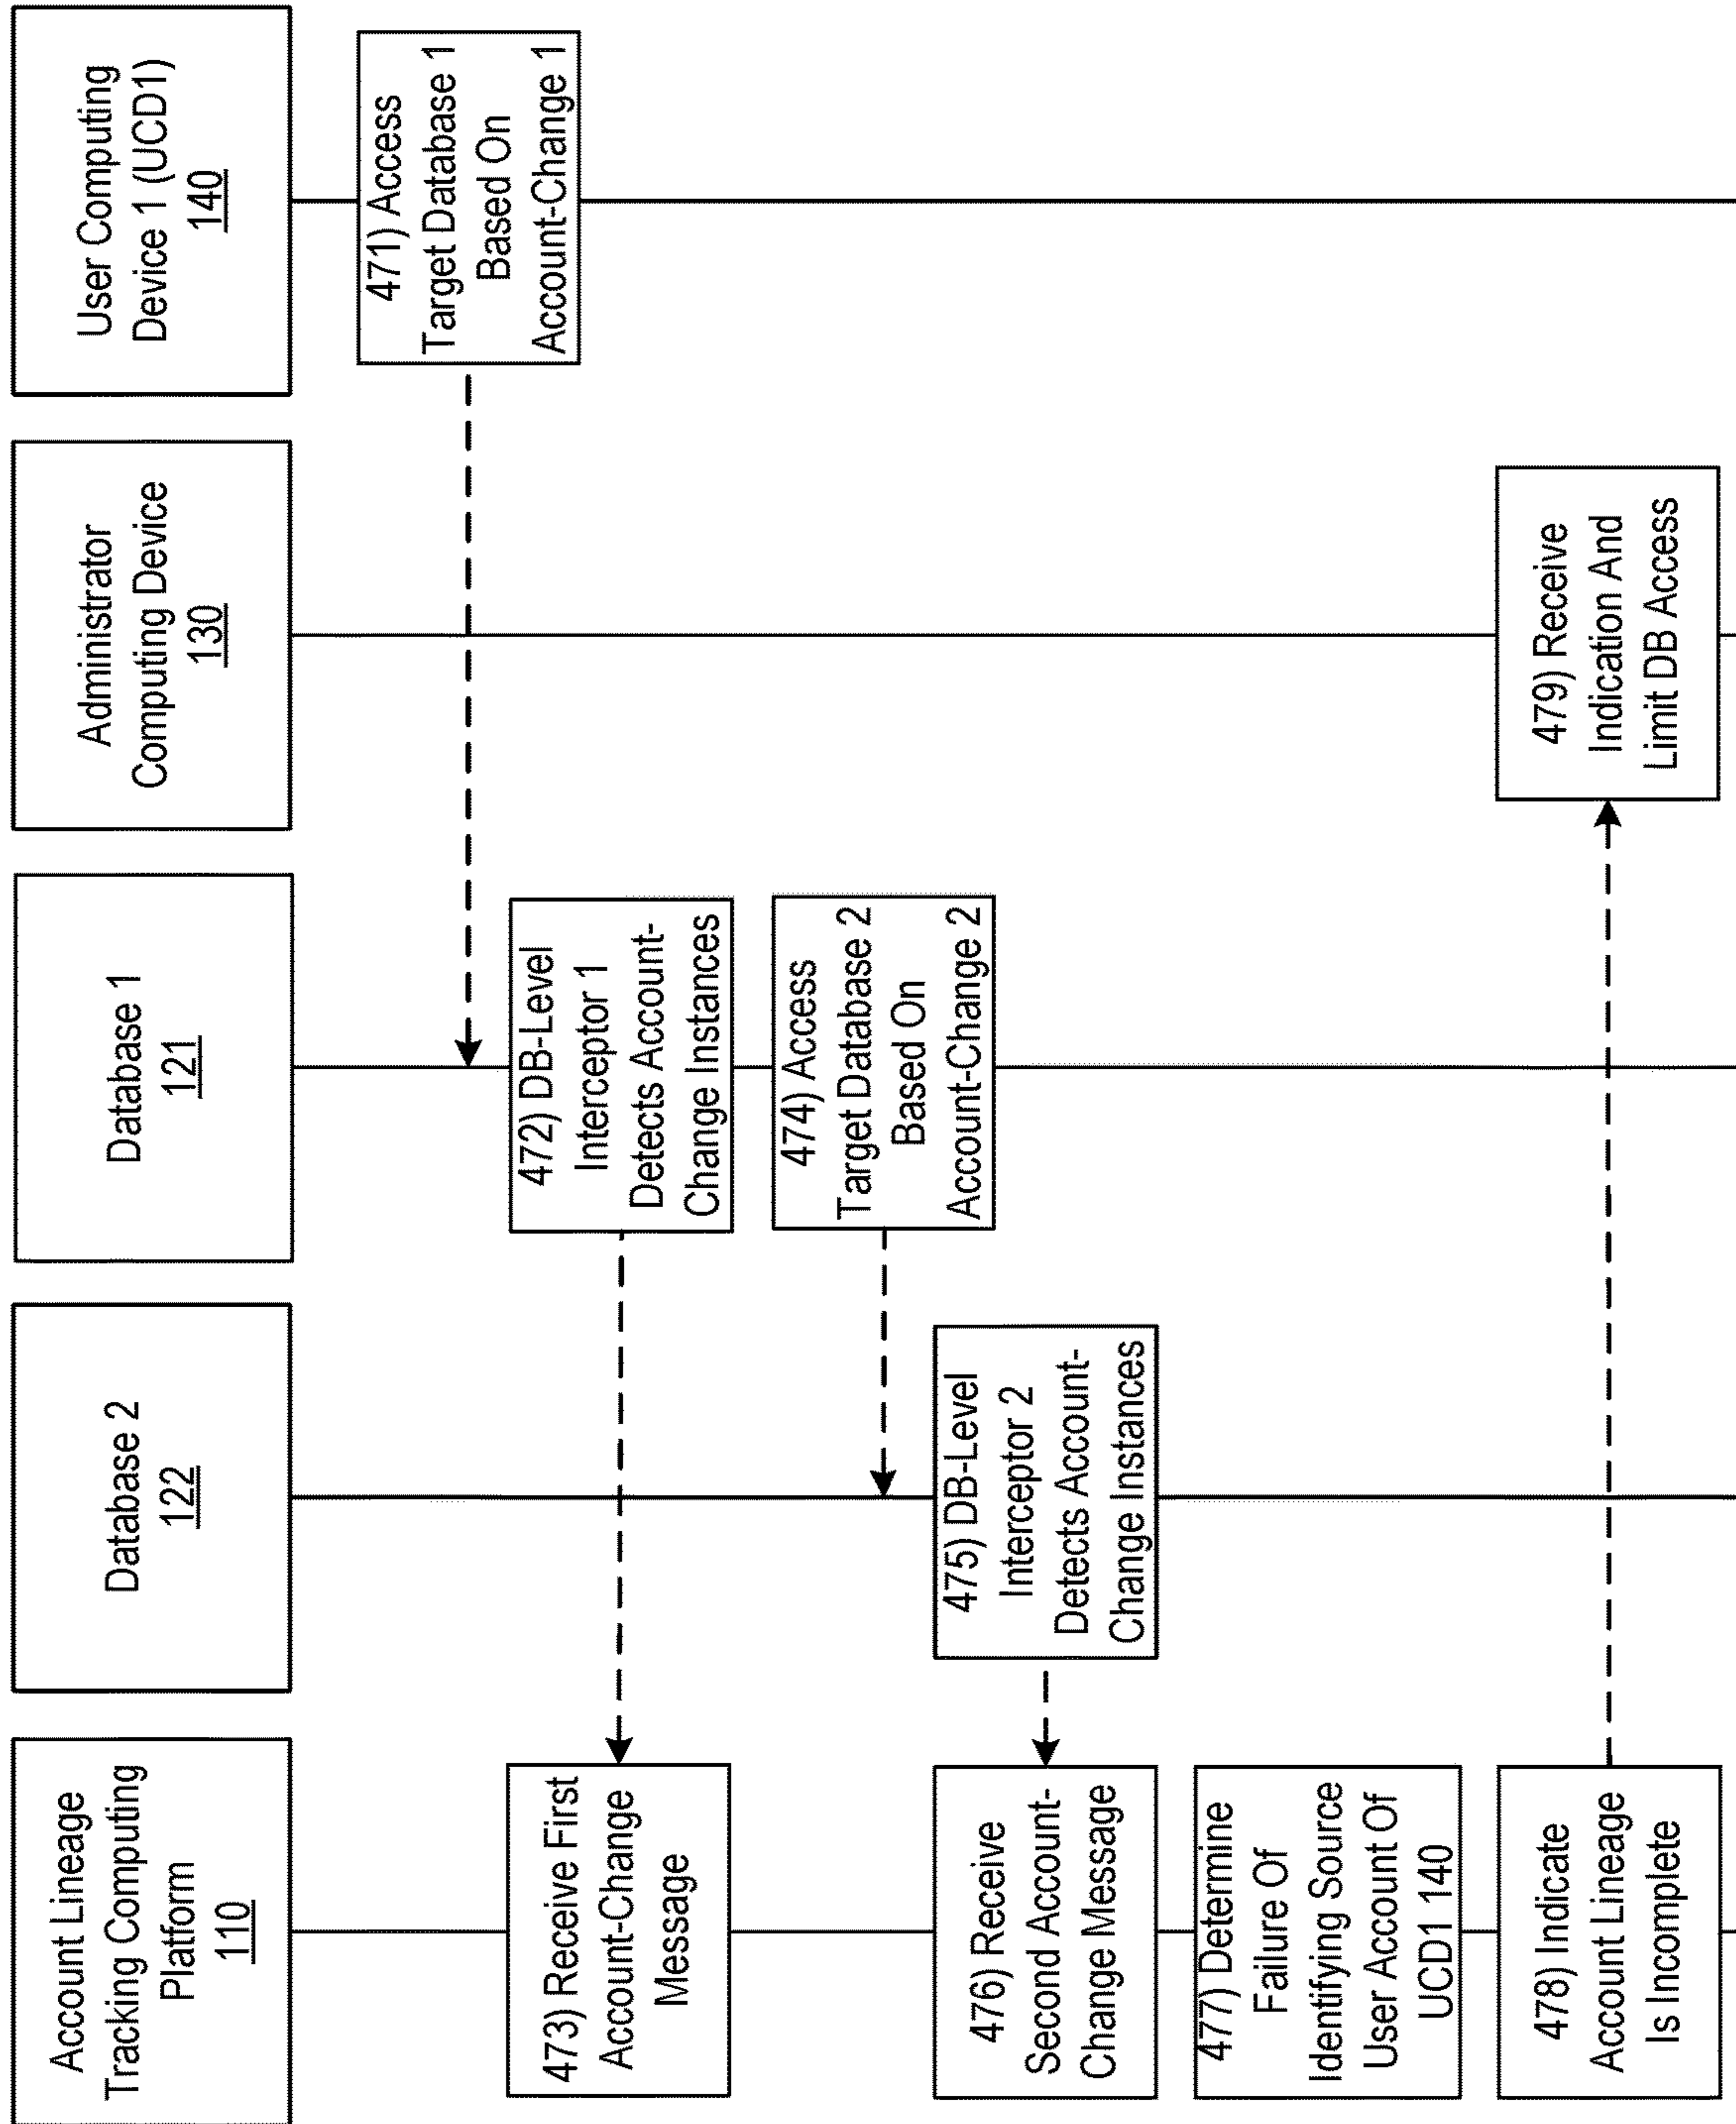 Account Lineage
Tracking Computing
Platform
110
Database 2
122
Database 1
121
Administrator
Computing Device
130
User Computing
Device 1 (UCD1)
140
471) Access
Target Database 1
Based On
Account-Change 1
472) DB-Level
Interceptor 1
Detects Account-
Change Instances
473) Receive First
Account-Change
Message
474) Access
Target Database 2
Based On
Account-Change 2
475) DB-Level
Interceptor 2
Detects Account-
Change Instances
476) Receive
Second Account-
Change Message
477) Determine
Failure Of
Identifying Source
User Account Of
UCD1 140
478) Indicate
Account Lineage
Is Incomplete
479) Receive
Indication And
Limit DB Access